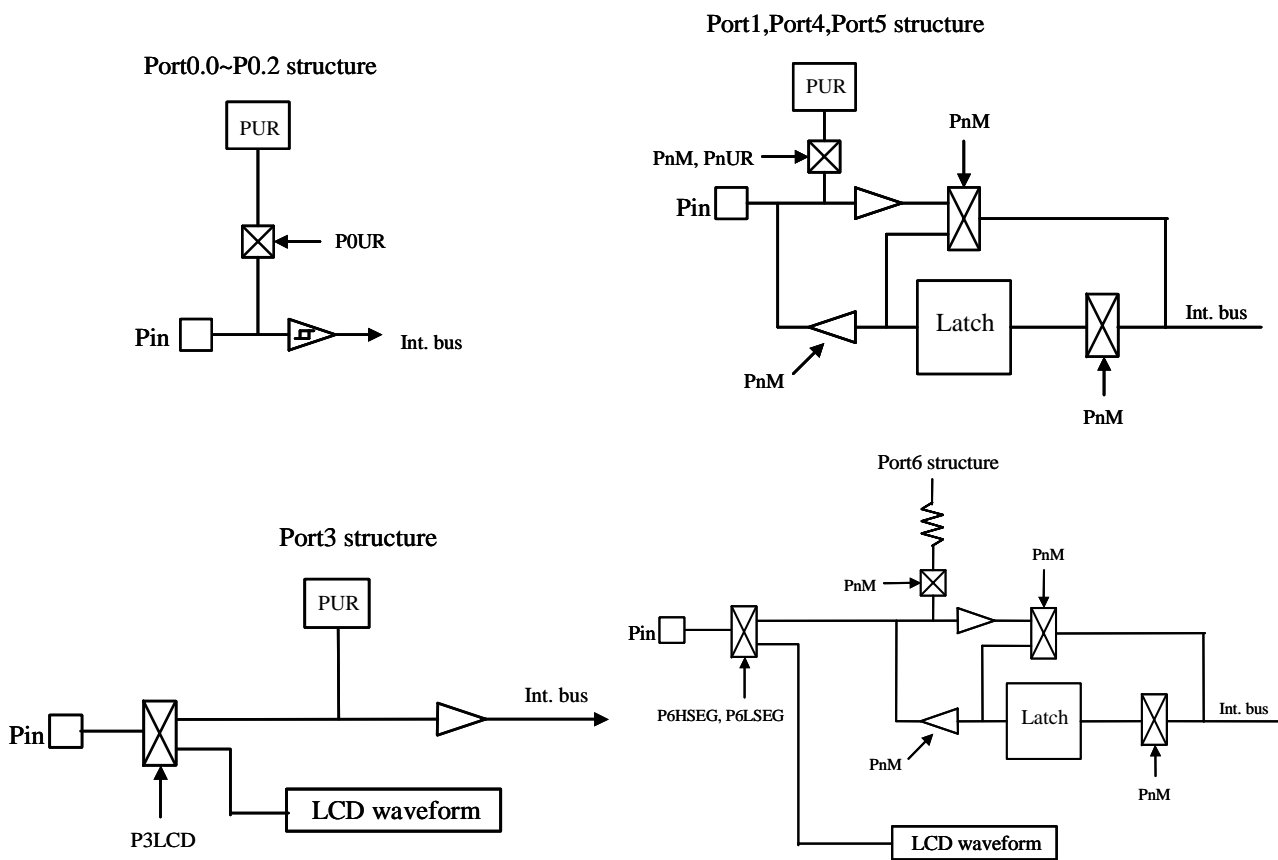 Port0.0~P0.2 structure
PUR
P0UR
Pin
Int. bus
Port1,Port4,Port5 structure
PUR
PnM
PnM, PnUR
Pin
Latch
Int. bus
PnM
PnM
Port3 structure
PUR
Int. bus
Pin
LCD waveform
P3LCD
Port6 structure
PnM
PnM
Pin
P6HSEG, P6LSEG
Latch
Int. bus
PnM
PnM
LCD waveform